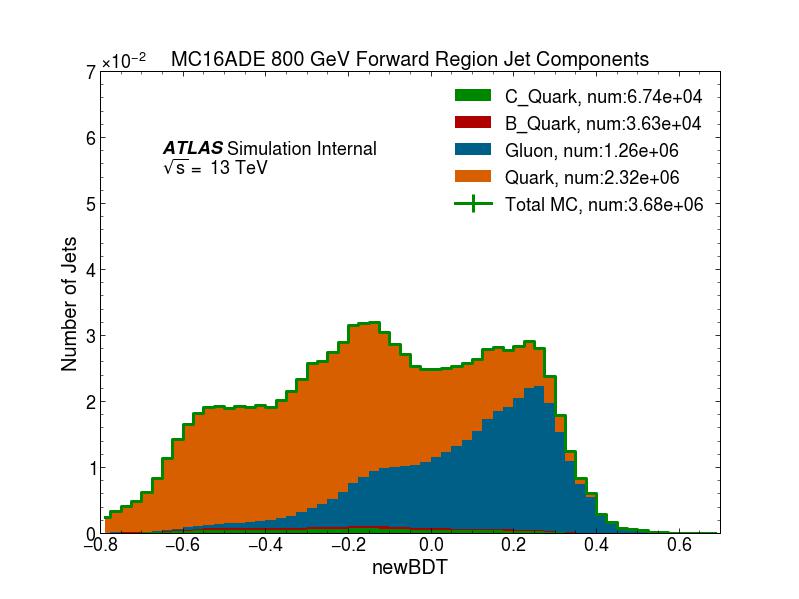 ×10⁻²
MC16ADE 800 GeV Forward Region Jet Components
ATLAS Simulation Internal
√s = 13 TeV
C_Quark, num:6.74e+04
B_Quark, num:3.63e+04
Gluon, num:1.26e+06
Quark, num:2.32e+06
Total MC, num:3.68e+06
Number of Jets
7
6
5
4
3
2
1
0
−0.8 −0.6 −0.4 −0.2 0.0 0.2 0.4 0.6
newBDT